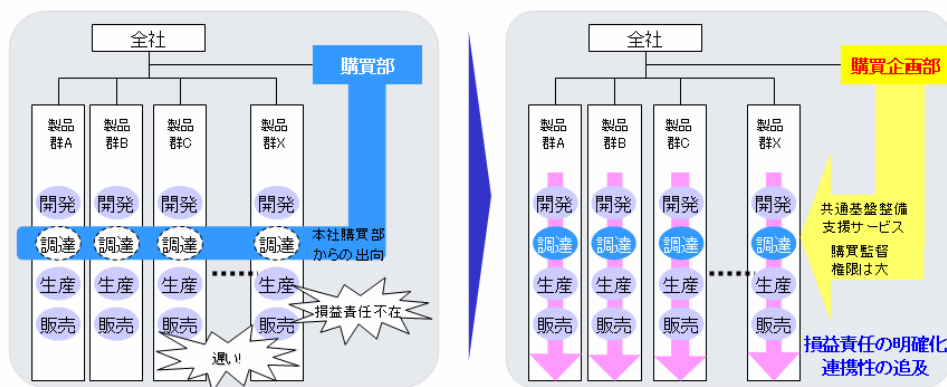 全社
購買部
製品
群A
製品
群B
製品
群C
製品
群X
開発
開発
開発
開発
調達
調達
調達
調達
本社購買部
からの出向
生産
生産
生産
生産
販売
販売
販売
販売
損益責任不在
遅い!
全社
購買企画部
製品
群A
製品
群B
製品
群C
製品
群X
開発
開発
開発
開発
調達
調達
調達
調達
共通基盤整備
支援サービス
購買監督
権限は大
生産
生産
生産
生産
販売
販売
販売
販売
損益責任の明確化
連携性の追及